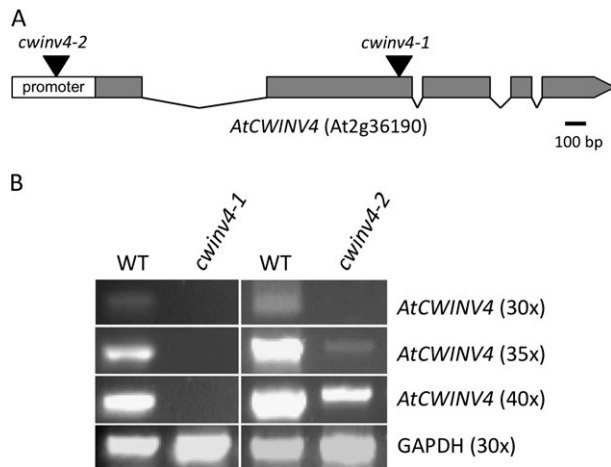 A
cwinv4-2
cwinv4-1
promoter
AtCWINV4 (At2g36190)
100 bp
B
WT
cwinv4-1
WT
cwinv4-2
AtCWINV4 (30x)
AtCWINV4 (35x)
AtCWINV4 (40x)
GAPDH (30x)